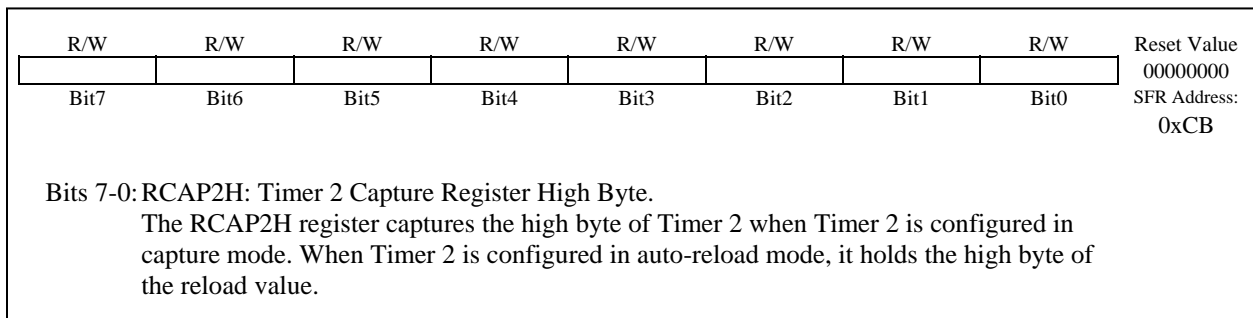 R/W R/W R/W R/W R/W R/W R/W R/W Reset Value
00000000
Bit7 Bit6 Bit5 Bit4 Bit3 Bit2 Bit1 Bit0 SFR Address:
0xCB
Bits 7-0: RCAP2H: Timer 2 Capture Register High Byte.
The RCAP2H register captures the high byte of Timer 2 when Timer 2 is configured in
capture mode. When Timer 2 is configured in auto-reload mode, it holds the high byte of
the reload value.